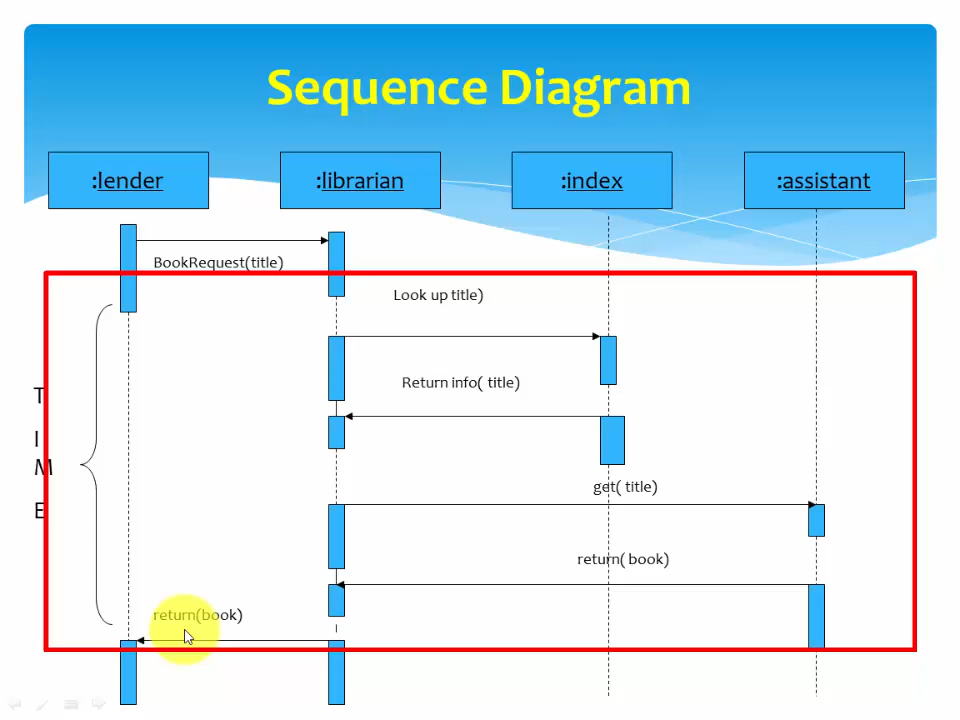 Sequence Diagram
:lender
:librarian
:index
:assistant
BookRequest(title)
Look up title)
Return info( title)
T
I
M
E
get( title)
return( book)
return(book)